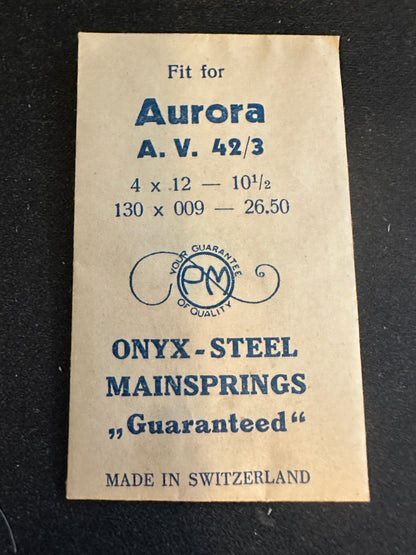 Fit for
Aurora
A. V. 42/3
4 x 12 — 10½
130 x 009 — 26.50
YOUR GUARANTEE
PM
OF QUALITY
ONYX-STEEL
MAINSPRINGS
„Guaranteed“
MADE IN SWITZERLAND